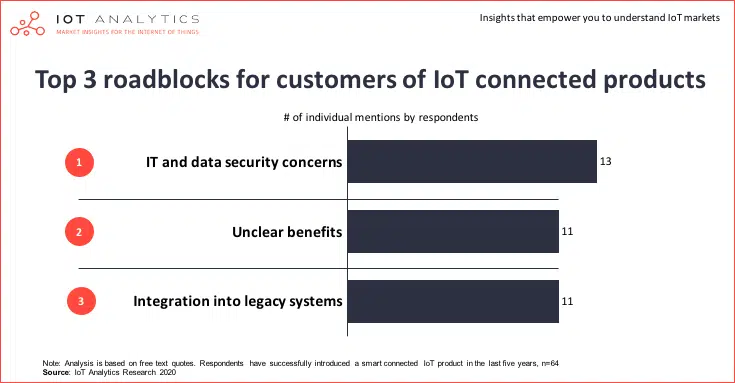 IOT ANALYTICS
MARKET INSIGHTS FOR THE INTERNET OF THINGS
Insights that empower you to understand IoT markets
Top 3 roadblocks for customers of IoT connected products
# of individual mentions by respondents
1 IT and data security concerns 13
2 Unclear benefits 11
3 Integration into legacy systems 11
Note: Analysis is based on free text quotes. Respondents have successfully introduced a smart connected IoT product in the last five years, n=64
Source: IoT Analytics Research 2020